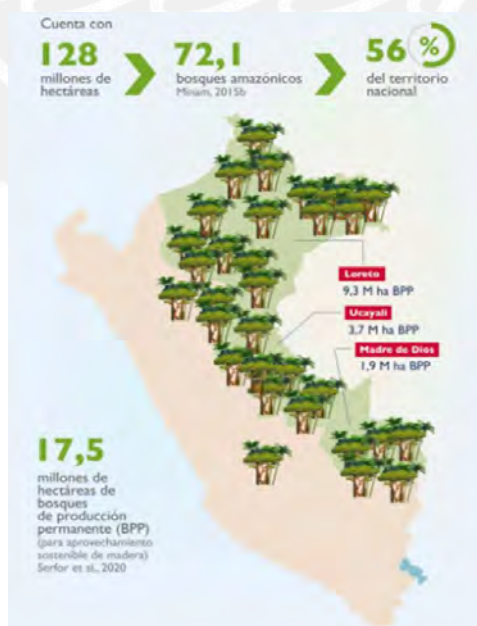 Cuenta con
128
millones de
hectáreas
72,1
bosques amazónicos
Minam, 2015b
56 %
del territorio
nacional
Loreto
9,3 M ha BPP
Ucayali
3,7 M ha BPP
Madre de Dios
1,9 M ha BPP
17,5
millones de
hectáreas de
bosques
de producción
permanente (BPP)
(para aprovechamiento
sostenible de madera)
Serfor et al., 2020